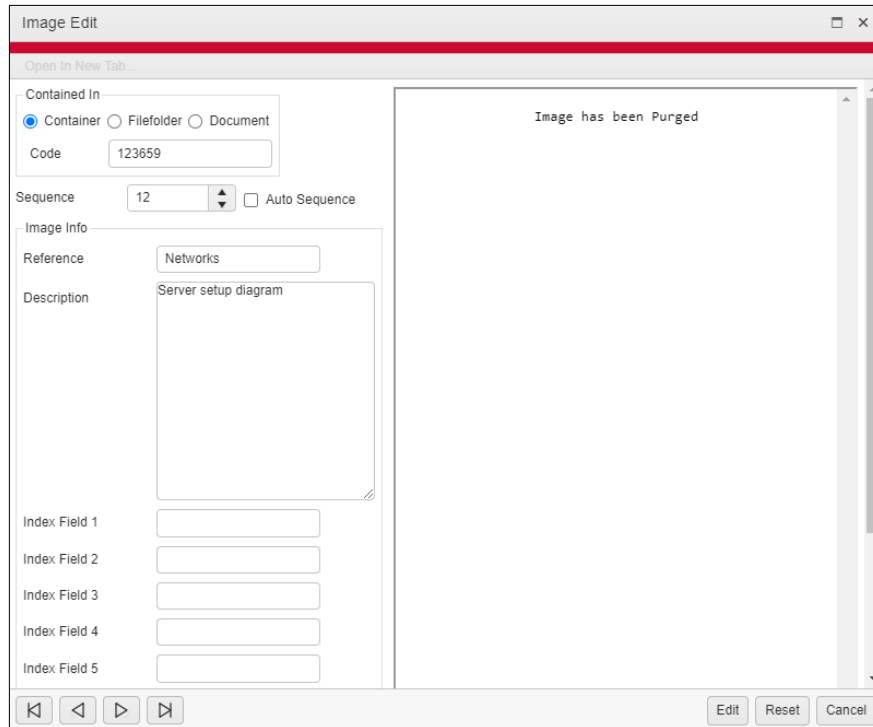 Image Edit
Open In New Tab...
Contained In
Container Filefolder Document
Code 123659
Sequence 12 Auto Sequence
Image Info
Reference Networks
Description Server setup diagram
Index Field 1
Index Field 2
Index Field 3
Index Field 4
Index Field 5
Image has been Purged
Edit Reset Cancel